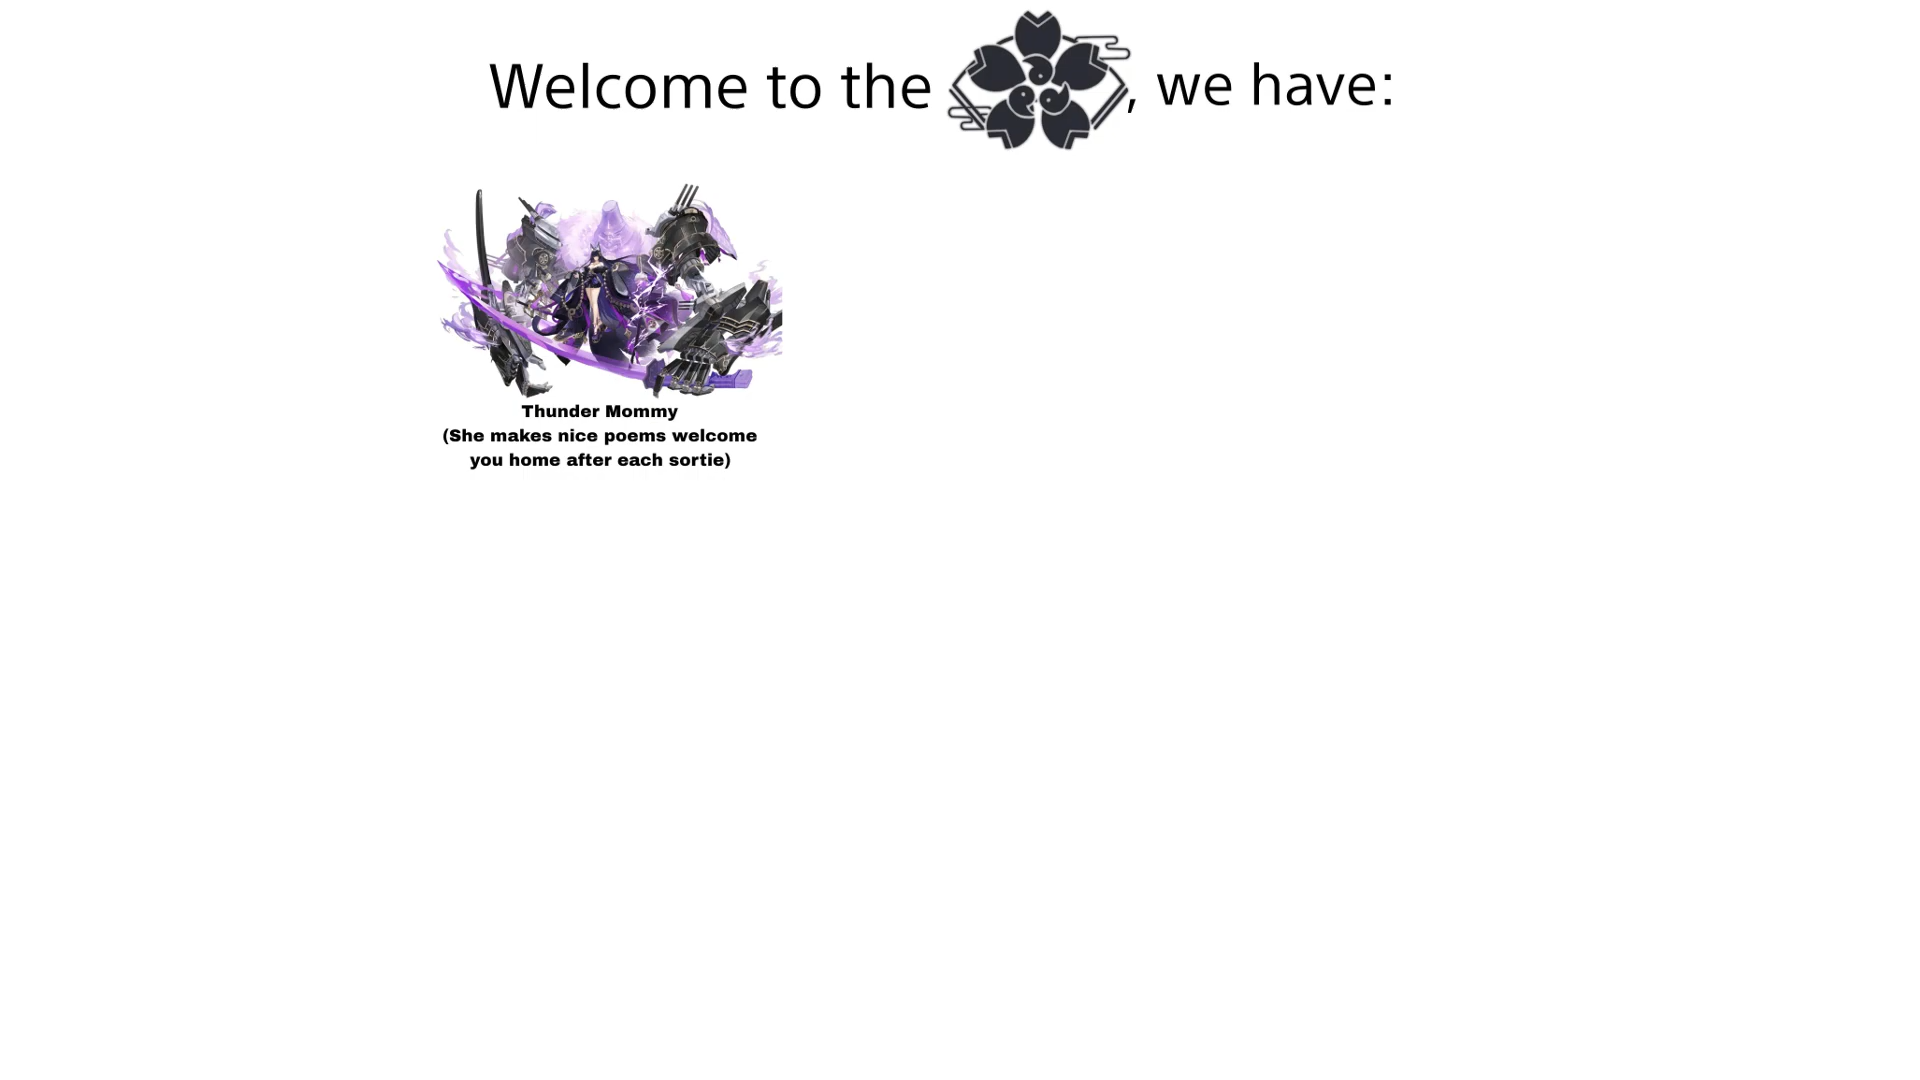 Welcome to the , we have:
Thunder Mommy
(She makes nice poems welcome
you home after each sortie)